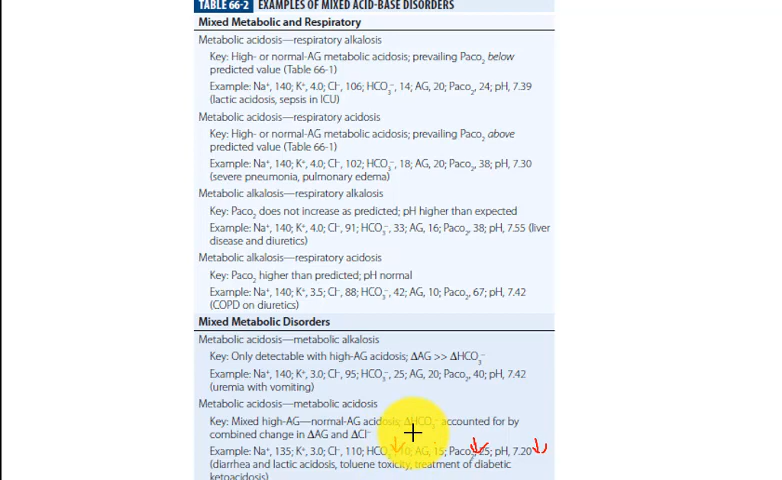 TABLE 66-2 EXAMPLES OF MIXED ACID-BASE DISORDERS
Mixed Metabolic and Respiratory
Metabolic acidosis—respiratory alkalosis
Key: High- or normal-AG metabolic acidosis; prevailing Paco₂ below
predicted value (Table 66-1)
Example: Na⁺, 140; K⁺, 4.0; Cl⁻, 106; HCO₃⁻, 14; AG, 20; Paco₂, 24; pH, 7.39
(lactic acidosis, sepsis in ICU)
Metabolic acidosis—respiratory acidosis
Key: High- or normal-AG metabolic acidosis; prevailing Paco₂ above
predicted value (Table 66-1)
Example: Na⁺, 140; K⁺, 4.0; Cl⁻, 102; HCO₃⁻, 18; AG, 20; Paco₂, 38; pH, 7.30
(severe pneumonia, pulmonary edema)
Metabolic alkalosis—respiratory alkalosis
Key: Paco₂ does not increase as predicted; pH higher than expected
Example: Na⁺, 140; K⁺, 4.0; Cl⁻, 91; HCO₃⁻, 33; AG, 16; Paco₂, 38; pH, 7.55 (liver
disease and diuretics)
Metabolic alkalosis—respiratory acidosis
Key: Paco₂ higher than predicted; pH normal
Example: Na⁺, 140; K⁺, 3.5; Cl⁻, 88; HCO₃⁻, 42; AG, 10; Paco₂, 67; pH, 7.42
(COPD on diuretics)
Mixed Metabolic Disorders
Metabolic acidosis—metabolic alkalosis
Key: Only detectable with high-AG acidosis; ΔAG >> ΔHCO₃⁻
Example: Na⁺, 140; K⁺, 3.0; Cl⁻, 95; HCO₃⁻, 25; AG, 20; Paco₂, 40; pH, 7.42
(uremia with vomiting)
Metabolic acidosis—metabolic acidosis
Key: Mixed high-AG—normal-AG acidosis; ΔHCO₃⁻ accounted for by
combined change in ΔAG and ΔCl⁻
Example: Na⁺, 135; K⁺, 3.0; Cl⁻, 110; HCO₃⁻, 10; AG, 15; Paco₂, 25; pH, 7.20
(diarrhea and lactic acidosis, toluene toxicity, treatment of diabetic
ketoacidosis)